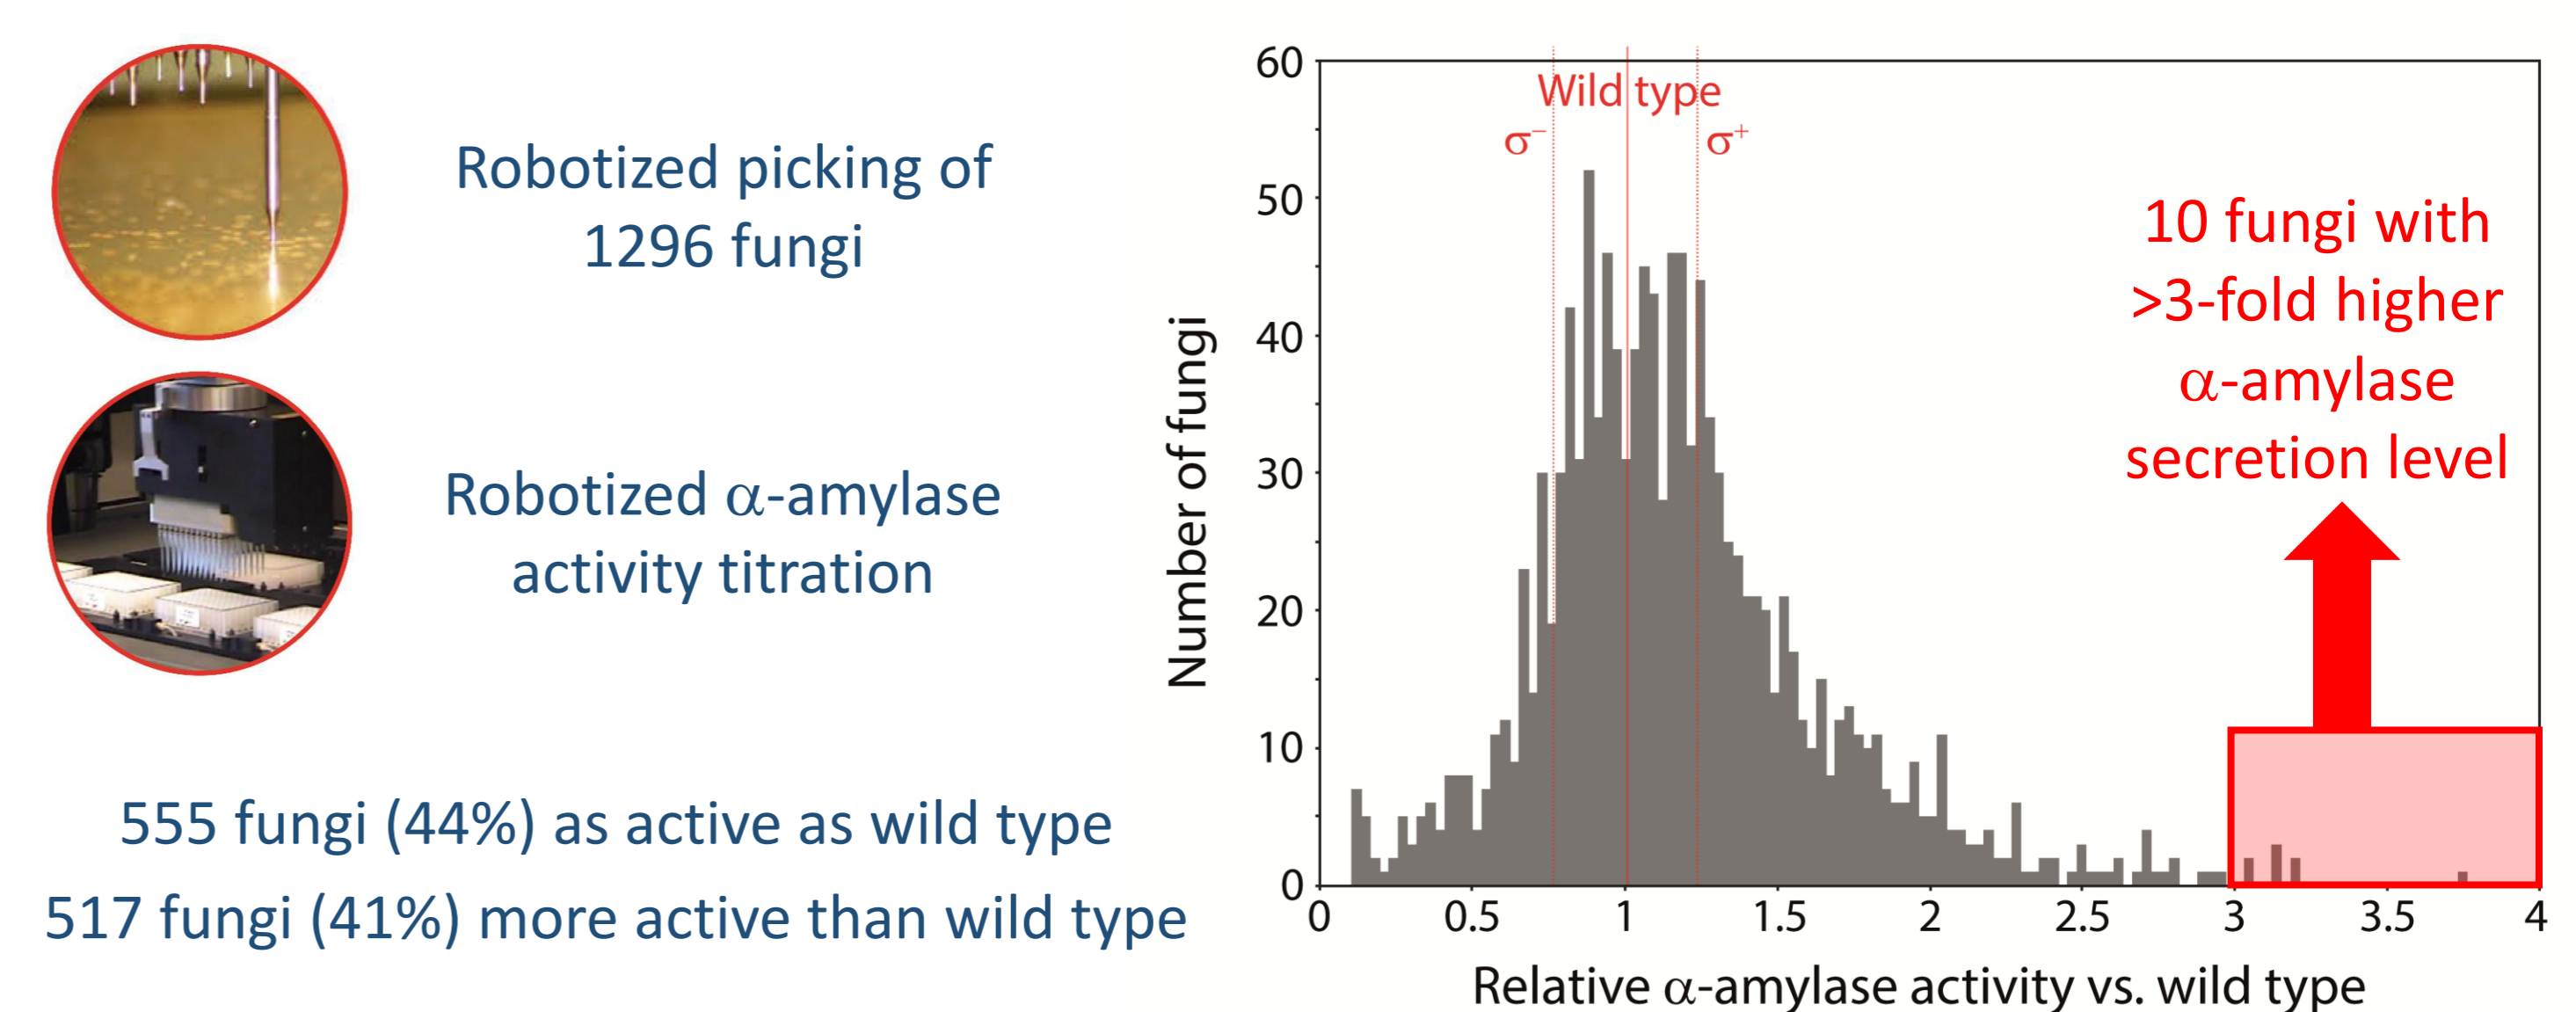 Robotized picking of
1296 fungi
Robotized α-amylase
activity titration
555 fungi (44%) as active as wild type
517 fungi (41%) more active than wild type
Number of fungi
60
50
40
30
20
10
0
Wild type
σ⁻
σ⁺
10 fungi with
>3-fold higher
α-amylase
secretion level
0 0.5 1 1.5 2 2.5 3 3.5 4
Relative α-amylase activity vs. wild type